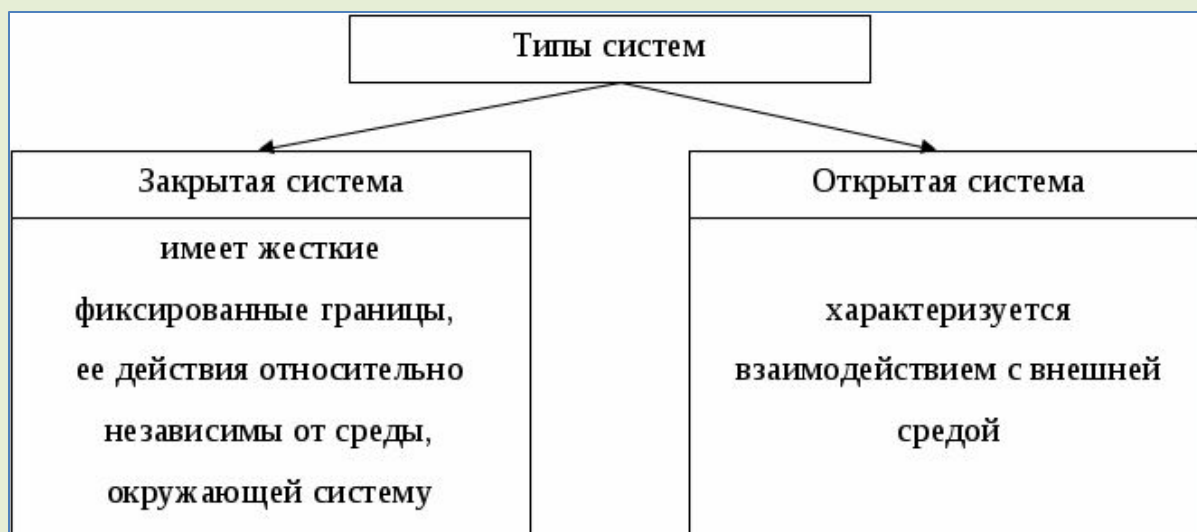 Типы систем
Закрытая система
имеет жесткие
фиксированные границы,
ее действия относительно
независимы от среды,
окружающей систему
Открытая система
характеризуется
взаимодействием с внешней
средой